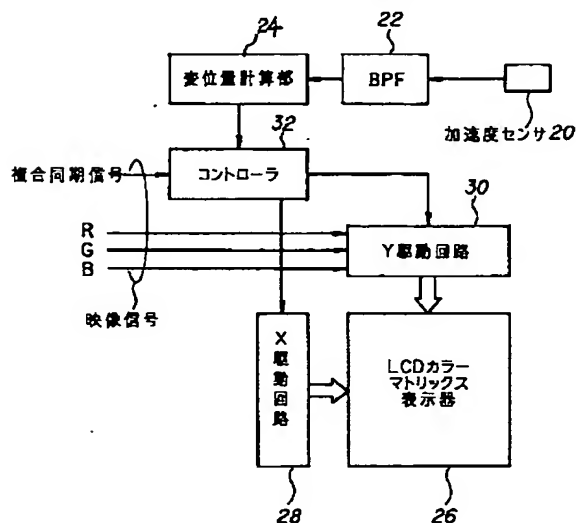 24
変位量計算部
22
BPF
加速度センサ20
32
コントローラ
複合同期信号
R
G
B
映像信号
30
Y駆動回路
X駆動回路
28
LCDカラー
マトリックス
表示器
26